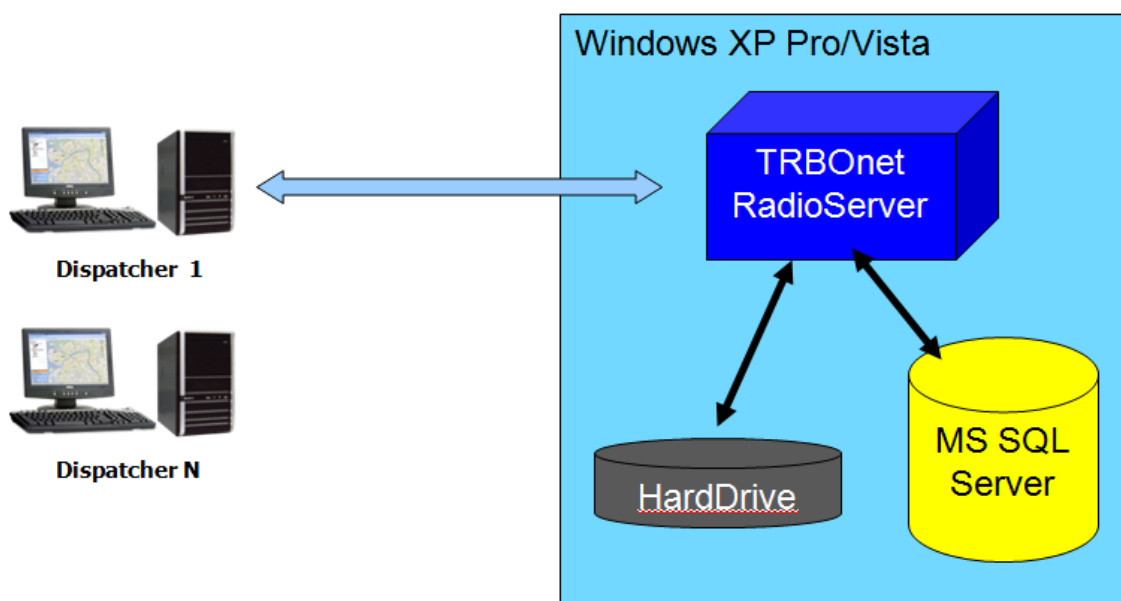 Windows XP Pro/Vista
TRBOnet
RadioServer
Dispatcher 1
Dispatcher N
HardDrive
MS SQL
Server